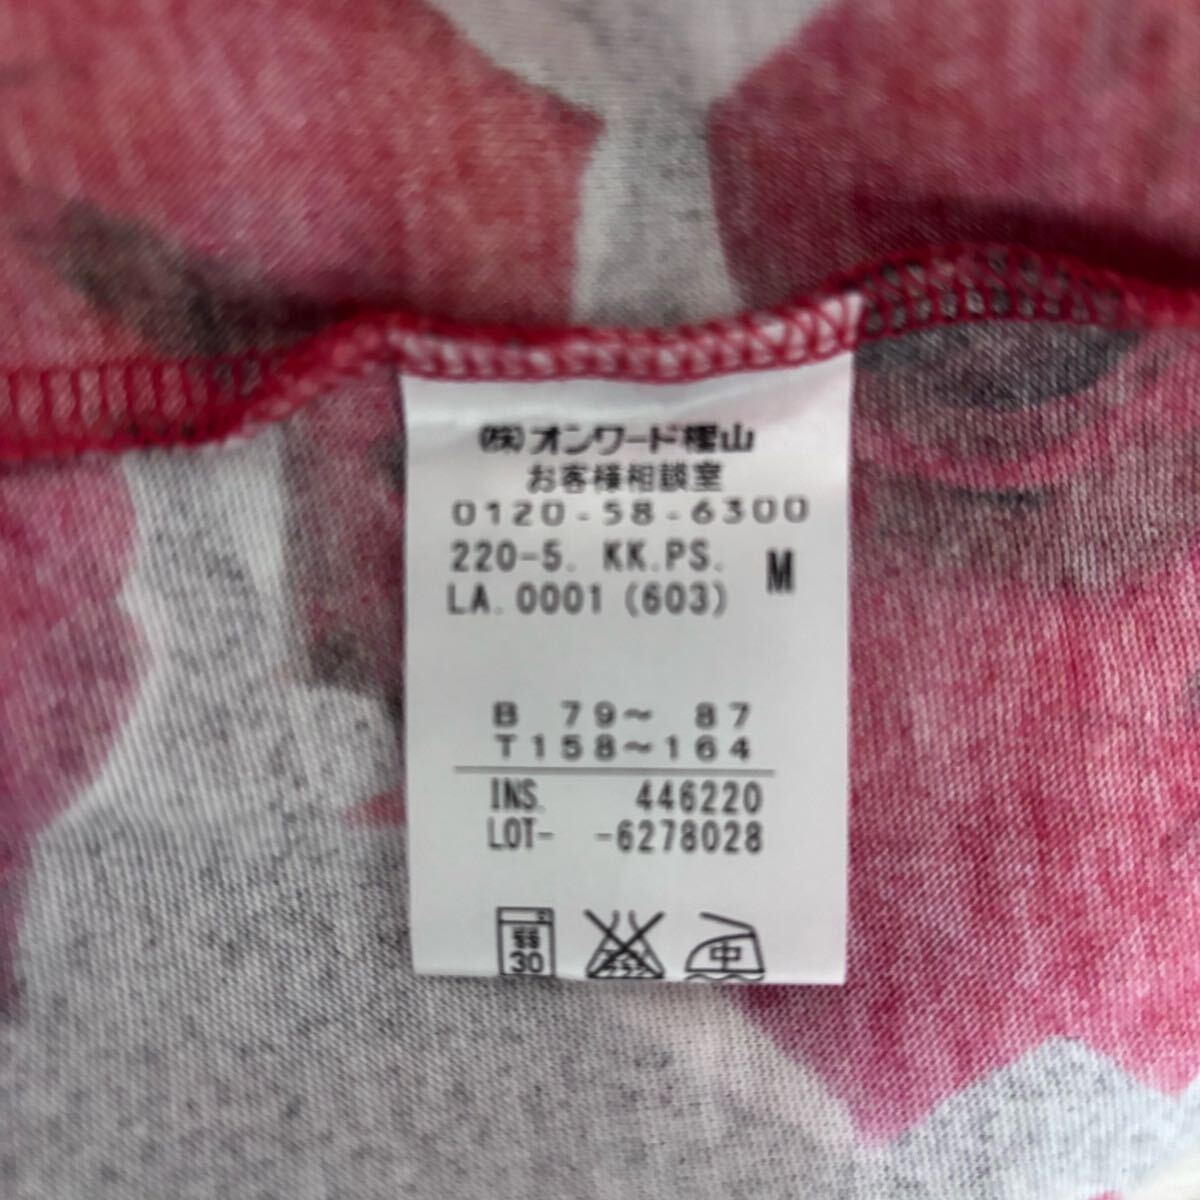 ㈱オンワード樫山
お客様相談室
0120-58-6300
220-5. KK.PS.
LA.0001 (603) M
B 79～ 87
T158～164
INS. 446220
LOT- -6278028
30 中